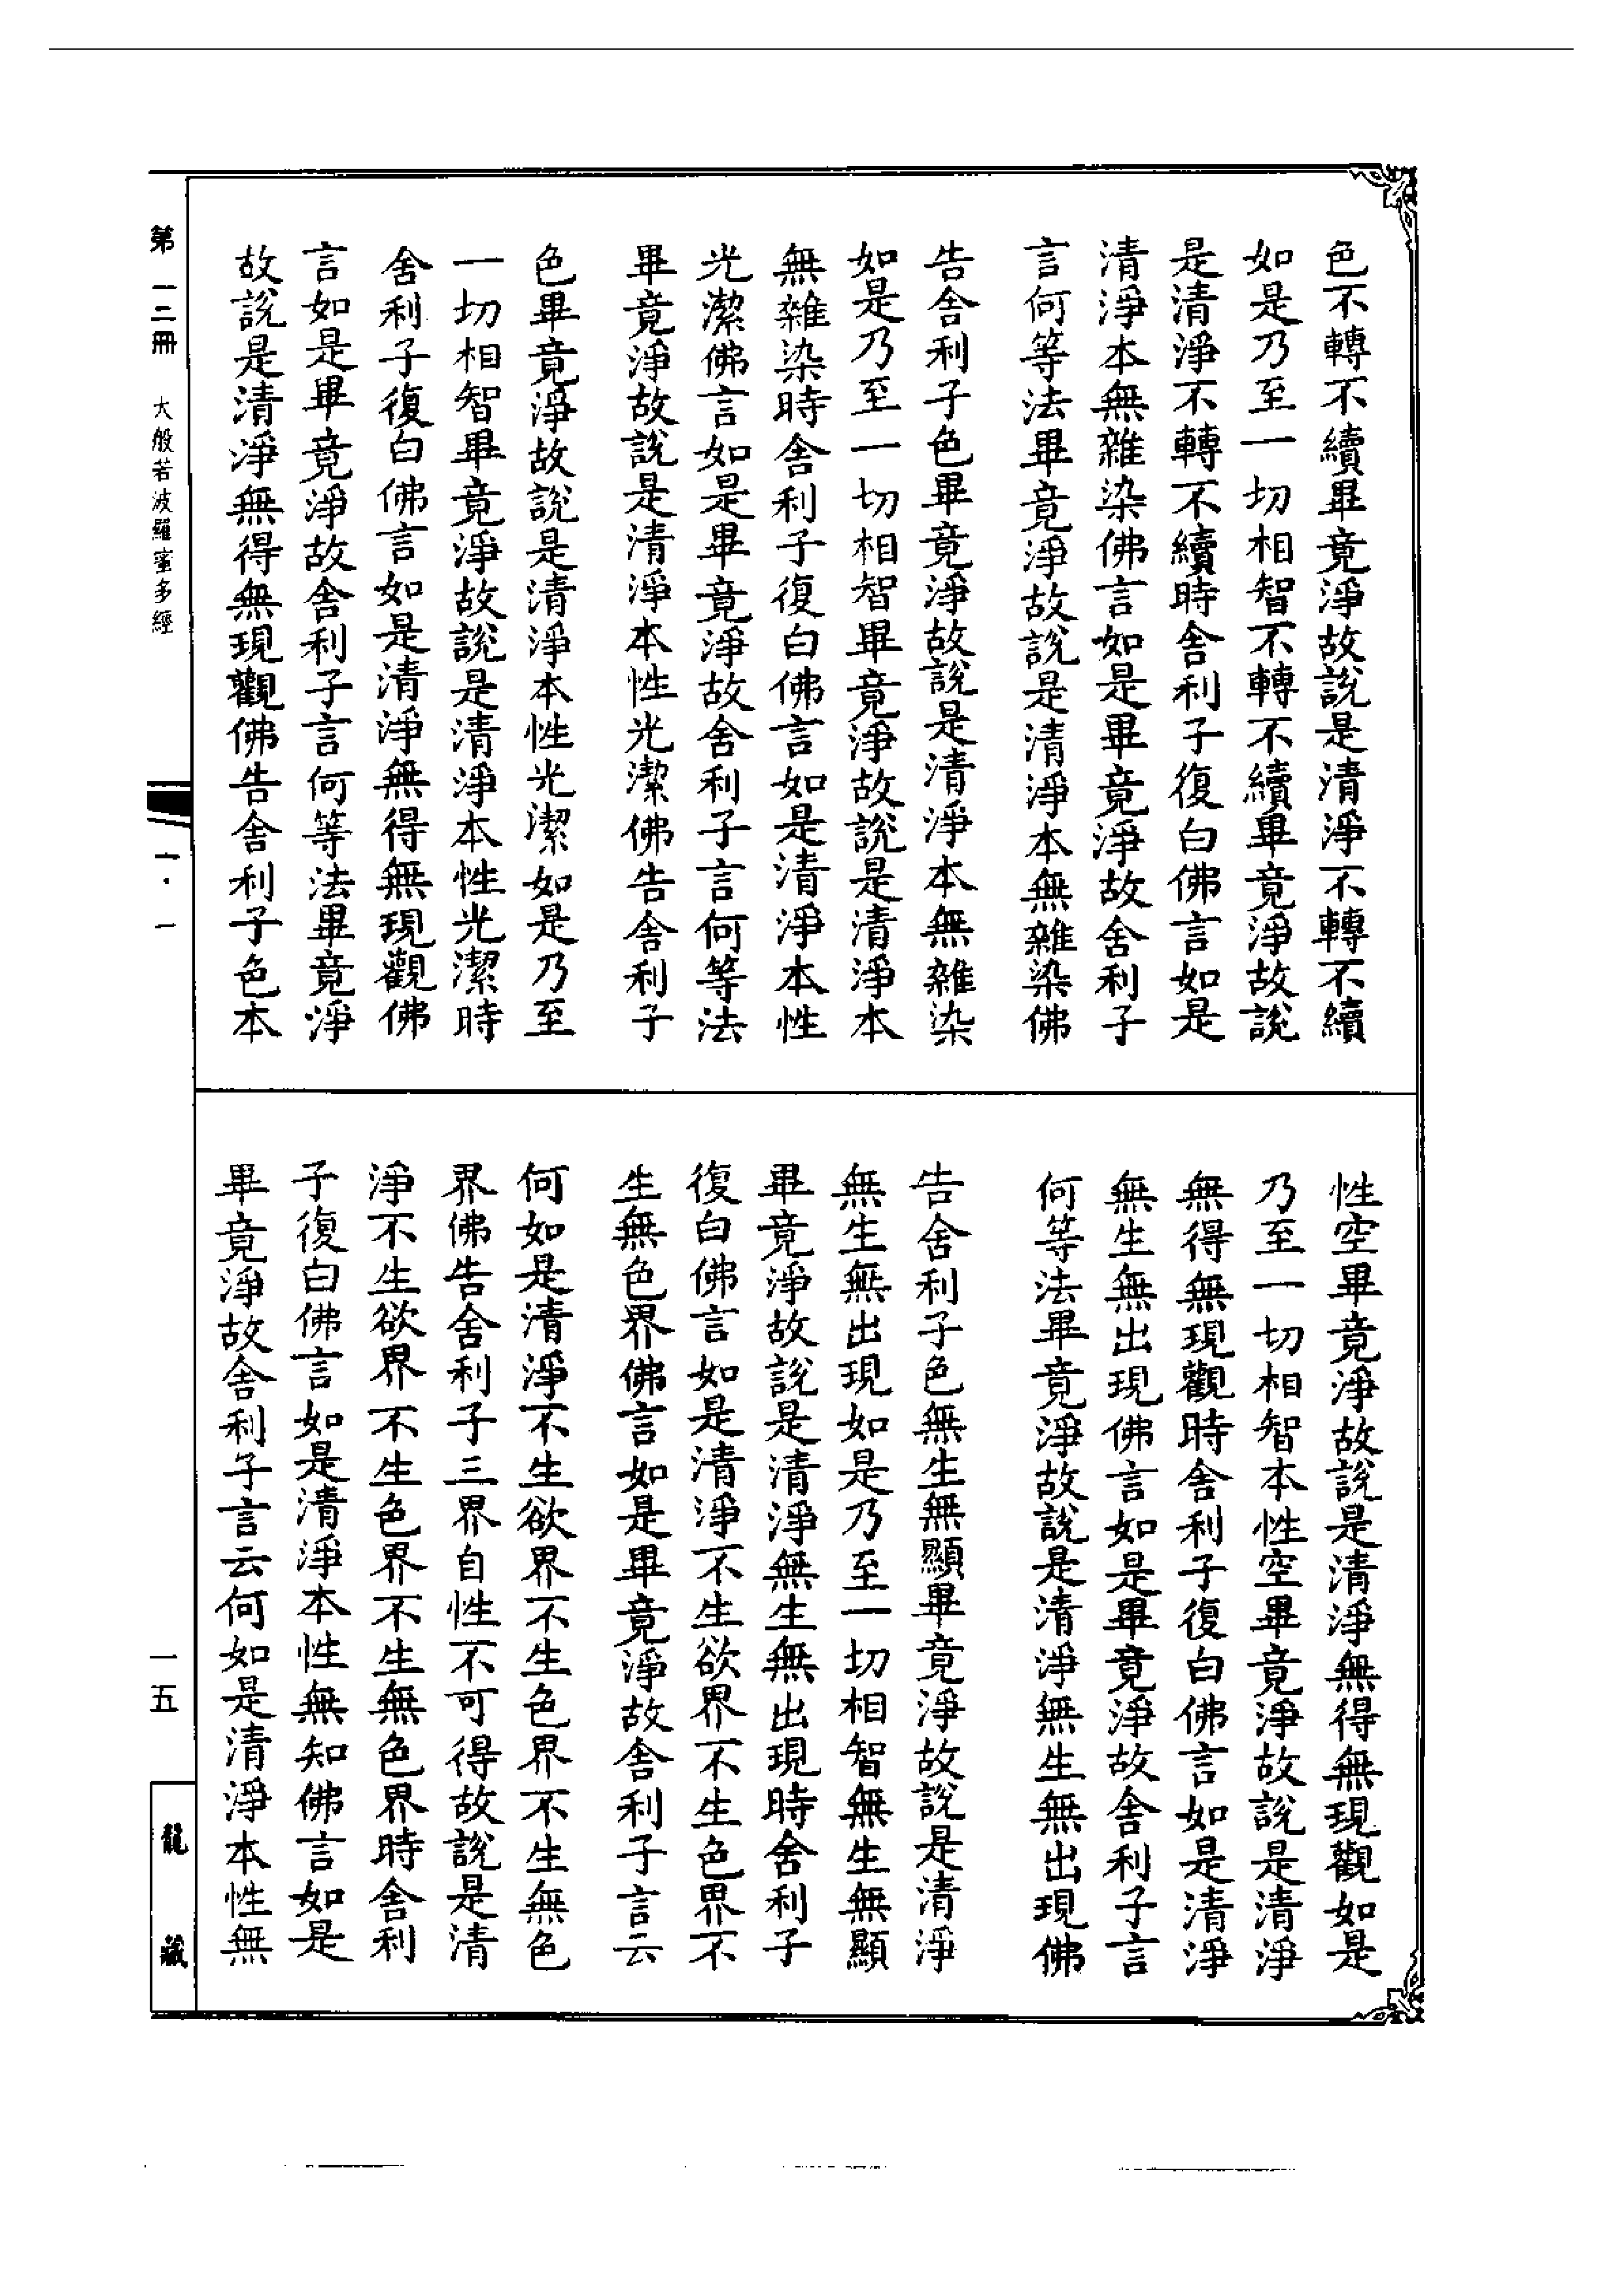 色不轉不續畢竟淨故說是清淨不轉不續
如是乃至一切相智不轉不續畢竟淨故說
是清淨不轉不續時舍利子復白佛言如是
清淨本無雜染佛言如是畢竟淨故舍利子
言何等法畢竟淨故說是清淨本無雜染佛
告舍利子色畢竟淨故說是清淨本無雜染
如是乃至一切相智畢竟淨故說是清淨本
無雜染時舍利子復白佛言如是清淨本性
光潔佛言如是畢竟淨故舍利子言何等法
畢竟淨故說是清淨本性光潔佛告舍利子
色畢竟淨故說是清淨本性光潔如是乃至
一切相智畢竟淨故說是清淨本性光潔時
舍利子復白佛言如是清淨無得無現觀佛
言如是畢竟淨故舍利子言何等法畢竟淨
故說是清淨無得無現觀佛告舍利子色本
性空畢竟淨故說是清淨無得無現觀如是
乃至一切相智本性空畢竟淨故說是清淨
無得無現觀時舍利子復白佛言如是清淨
無生無出現佛言如是畢竟淨故舍利子言
何等法畢竟淨故說是清淨無生無出現佛
告舍利子色無生無顯畢竟淨故說是清淨
無生無出現如是乃至一切相智無生無顯
畢竟淨故說是清淨無生無出現時舍利子
復白佛言如是清淨不生欲界不生色界不
生無色界佛言如是畢竟淨故舍利子言云
何如是清淨不生欲界不生色界不生無色
界佛告舍利子三界自性不可得故說是清
淨不生欲界不生色界不生無色界時舍利
子復白佛言如是清淨本性無知佛言如是
畢竟淨故舍利子言云何如是清淨本性無
第一三冊 大般若波羅蜜多經
一五
龍藏